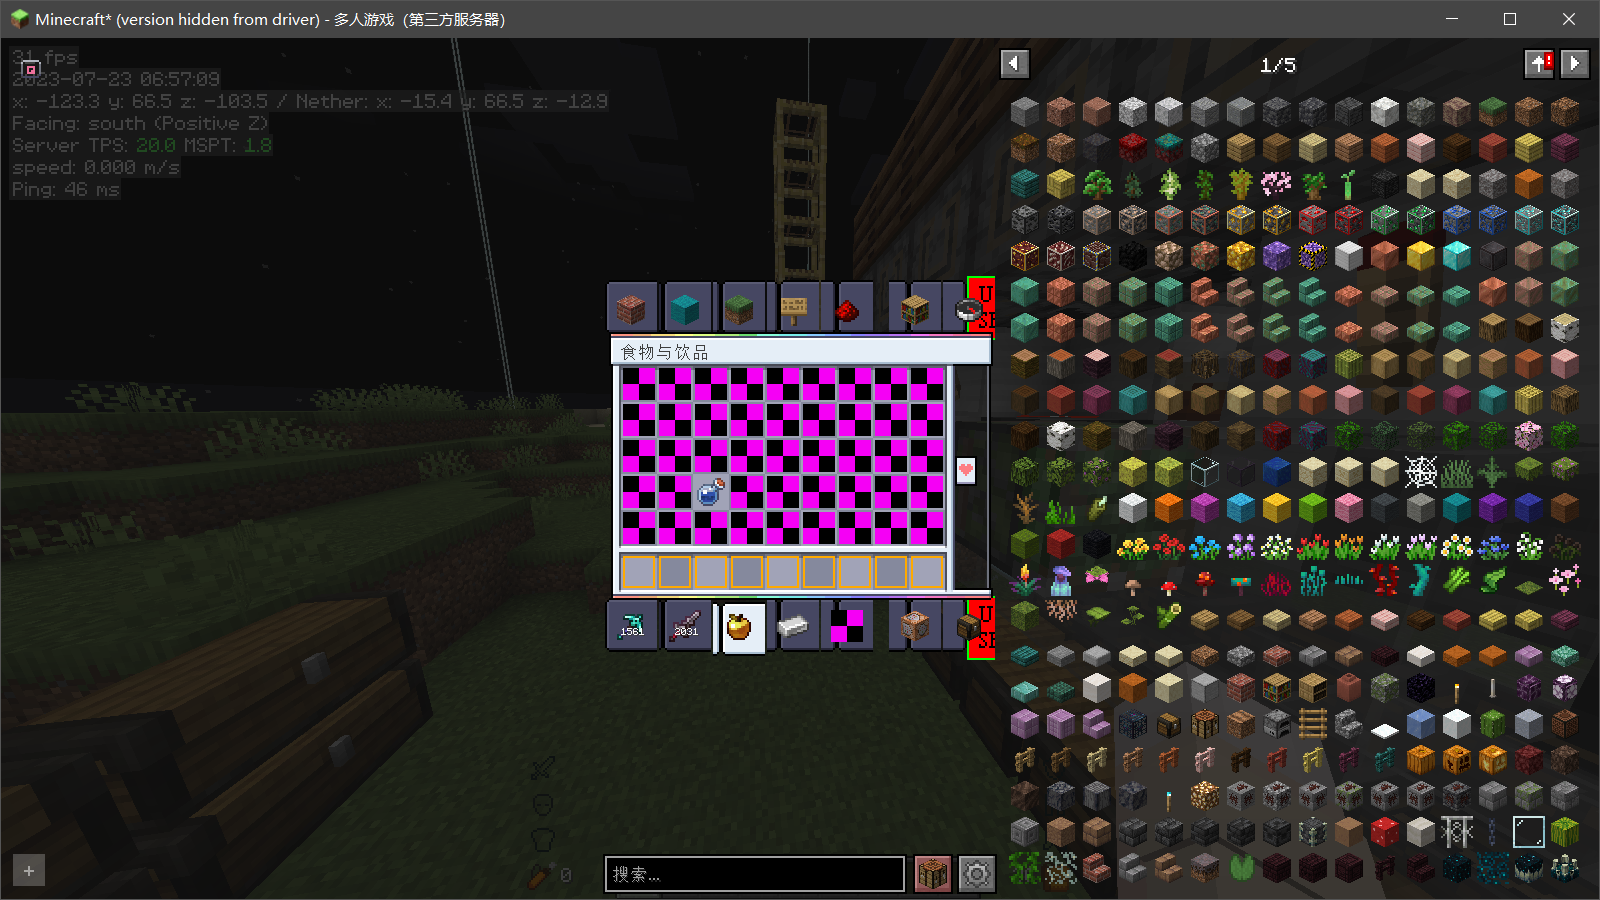 Minecraft* (version hidden from driver) - 多人游戏（第三方服务器）
31 fps
2023-07-23 06:57:09
x: -123.3 y: 66.5 z: -103.5 / Nether: x: -15.4 y: 66.5 z: -12.9
Facing: south (Positive Z)
Server TPS: 20.0 MSPT: 1.8
speed: 0.000 m/s
Ping: 46 ms
1/5
U
食物与饮品
1561
2031
U
0
搜索...